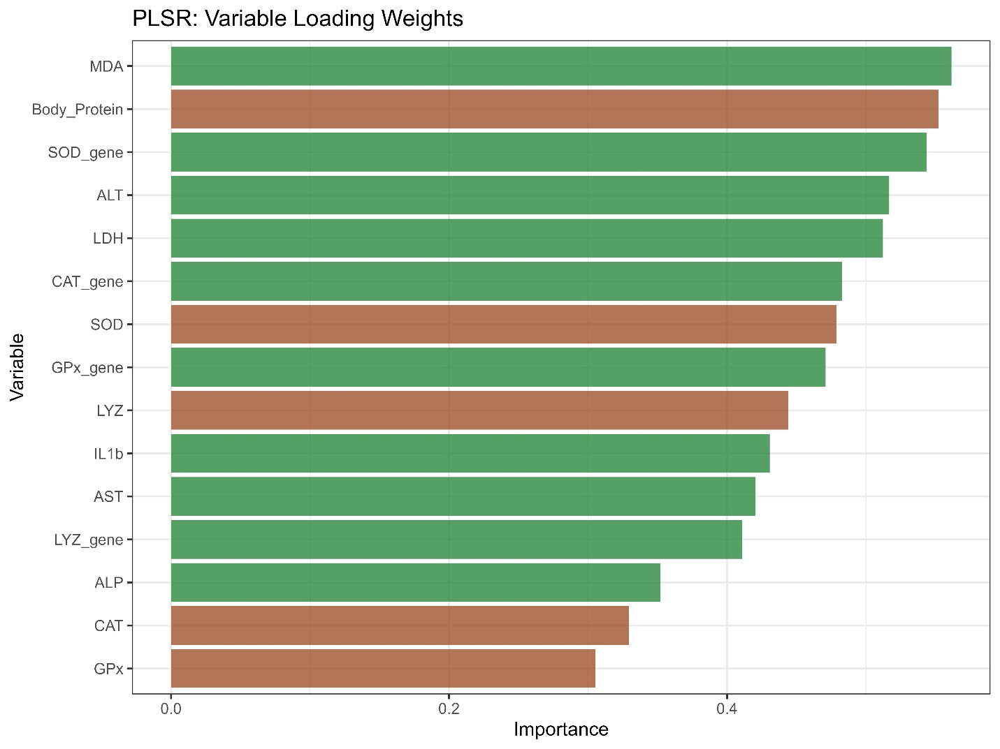 PLSR: Variable Loading Weights
MDA
Body_Protein
SOD_gene
ALT
LDH
CAT_gene
SOD
GPx_gene
LYZ
IL1b
AST
LYZ_gene
ALP
CAT
GPx
Variable
0.0 0.2 0.4
Importance